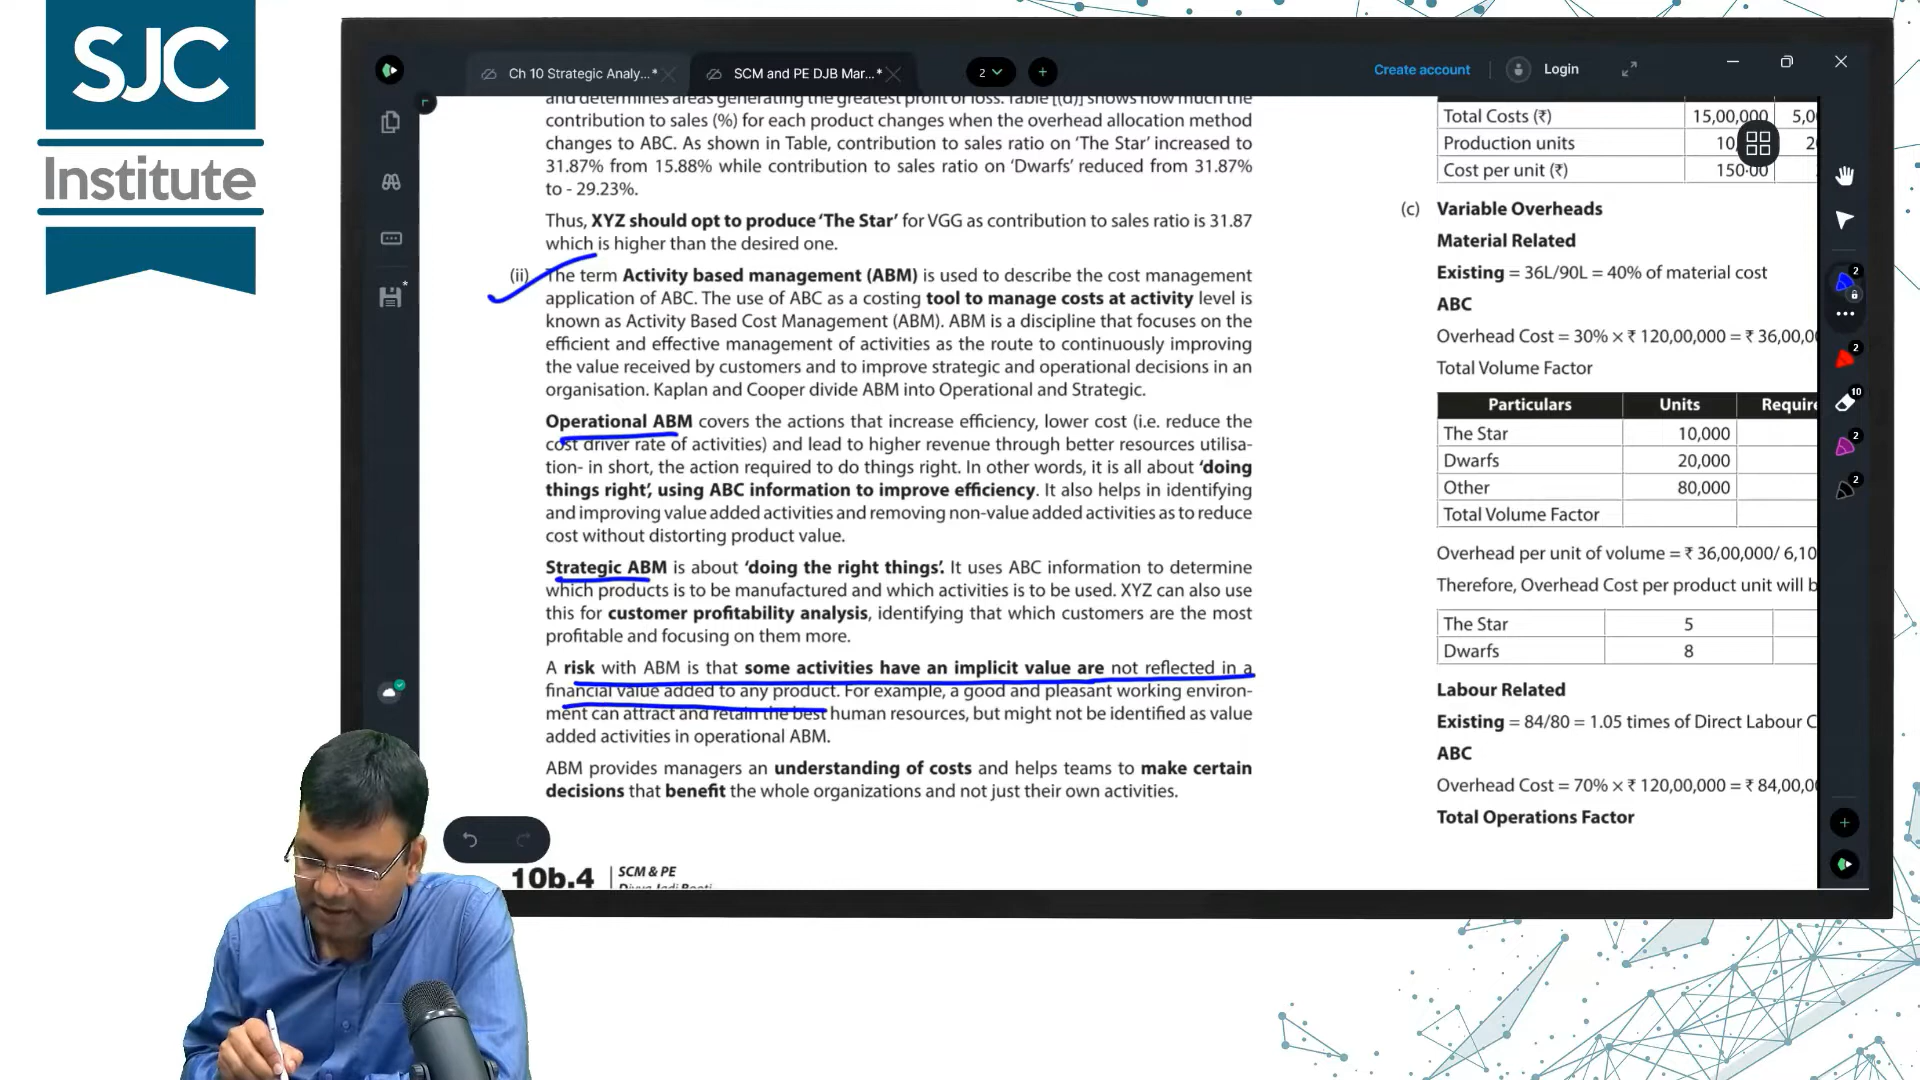 SJC
Institute
Ch 10 Strategic Analy...*
SCM and PE DJB Mar...*
2
Create account
Login
and determines areas generating the greatest profit or loss. Table [(d)] shows how much the
contribution to sales (%) for each product changes when the overhead allocation method
changes to ABC. As shown in Table, contribution to sales ratio on ‘The Star’ increased to
31.87% from 15.88% while contribution to sales ratio on ‘Dwarfs’ reduced from 31.87%
to - 29.23%.
Thus, XYZ should opt to produce ‘The Star’ for VGG as contribution to sales ratio is 31.87
which is higher than the desired one.
(ii) The term Activity based management (ABM) is used to describe the cost management
application of ABC. The use of ABC as a costing tool to manage costs at activity level is
known as Activity Based Cost Management (ABM). ABM is a discipline that focuses on the
efficient and effective management of activities as the route to continuously improving
the value received by customers and to improve strategic and operational decisions in an
organisation. Kaplan and Cooper divide ABM into Operational and Strategic.
Operational ABM covers the actions that increase efficiency, lower cost (i.e. reduce the
cost driver rate of activities) and lead to higher revenue through better resources utilisa-
tion- in short, the action required to do things right. In other words, it is all about ‘doing
things right’, using ABC information to improve efficiency. It also helps in identifying
and improving value added activities and removing non-value added activities as to reduce
cost without distorting product value.
Strategic ABM is about ‘doing the right things’. It uses ABC information to determine
which products is to be manufactured and which activities is to be used. XYZ can also use
this for customer profitability analysis, identifying that which customers are the most
profitable and focusing on them more.
A risk with ABM is that some activities have an implicit value are not reflected in a
financial value added to any product. For example, a good and pleasant working environ-
ment can attract and retain the best human resources, but might not be identified as value
added activities in operational ABM.
ABM provides managers an understanding of costs and helps teams to make certain
decisions that benefit the whole organizations and not just their own activities.
10b.4
SCM & PE
Total Costs (₹) 15,00,000
Production units 10,
Cost per unit (₹) 150·00
(c) Variable Overheads
Material Related
Existing = 36L/90L = 40% of material cost
ABC
Overhead Cost = 30% × ₹ 120,00,000 = ₹ 36,00,0
Total Volume Factor
Particulars Units Require
The Star 10,000
Dwarfs 20,000
Other 80,000
Total Volume Factor
Overhead per unit of volume = ₹ 36,00,000/ 6,10
Therefore, Overhead Cost per product unit will b
The Star 5
Dwarfs 8
Labour Related
Existing = 84/80 = 1.05 times of Direct Labour C
ABC
Overhead Cost = 70% × ₹ 120,00,000 = ₹ 84,00,0
Total Operations Factor
2
2
10
2
2